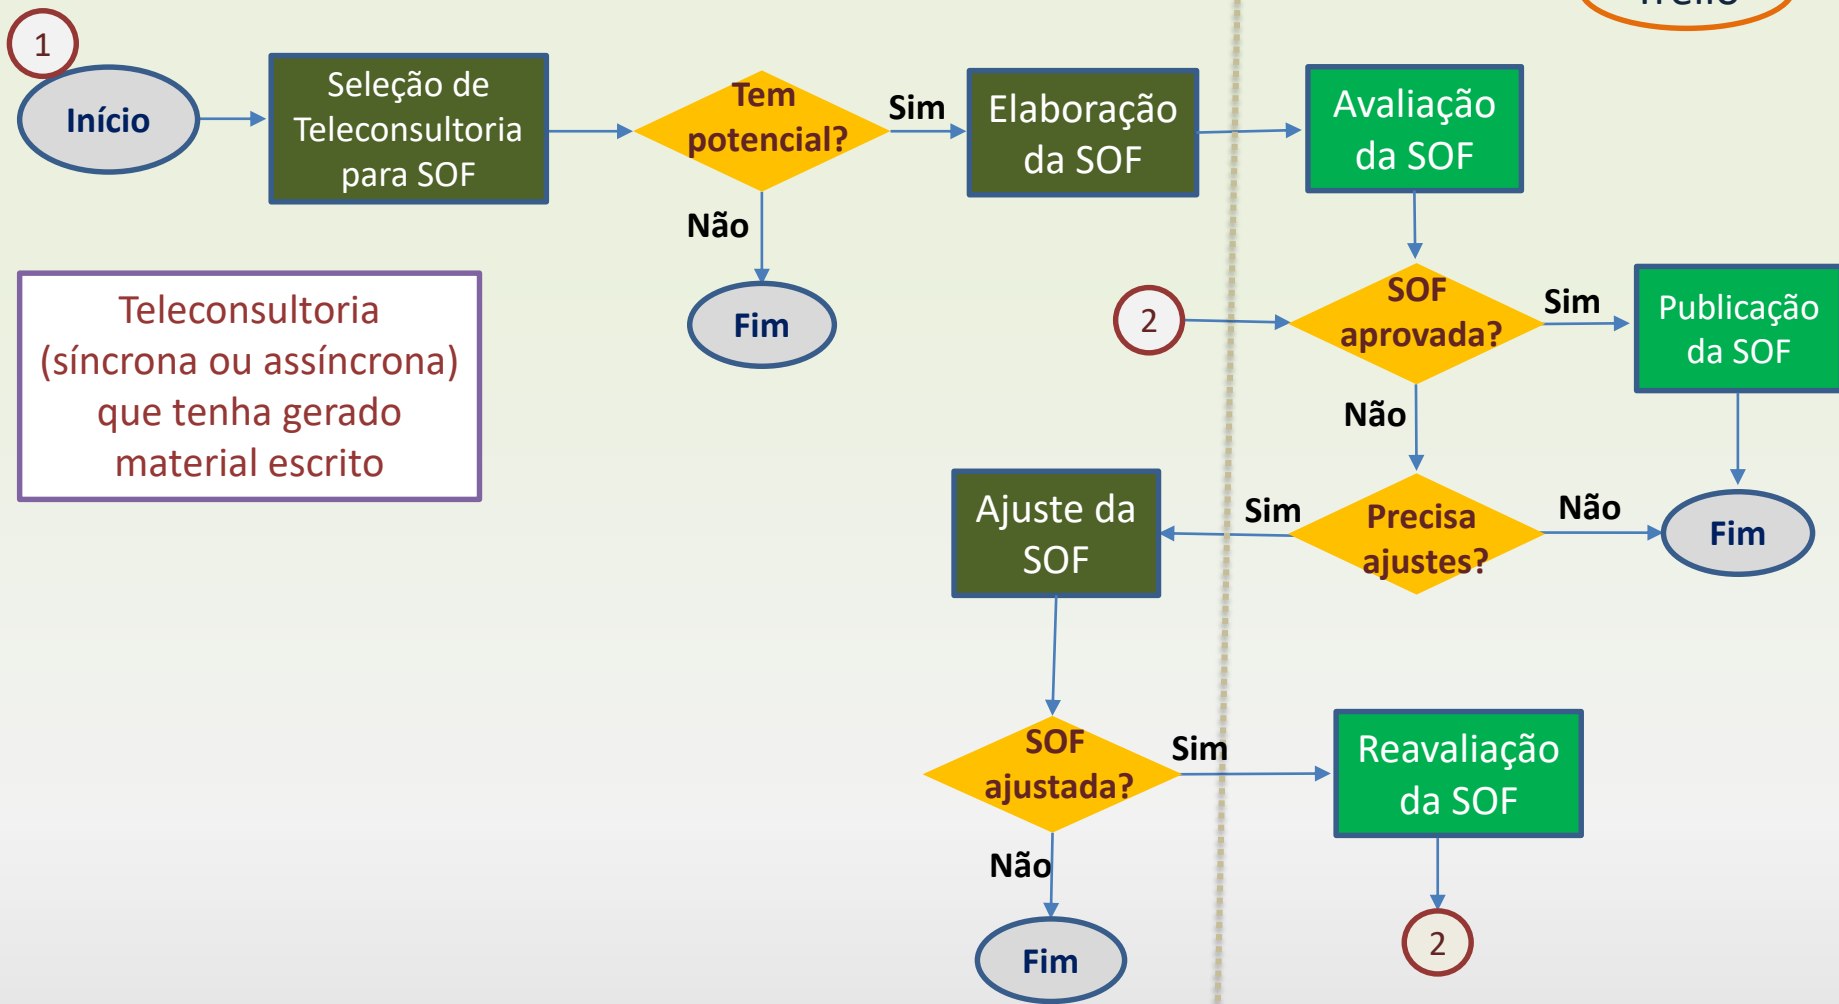 1
Início
Seleção de
Teleconsultoria
para SOF
Tem
potencial?
Sim
Elaboração
da SOF
Avaliação
da SOF
Não
Fim
Teleconsultoria
(síncrona ou assíncrona)
que tenha gerado
material escrito
2
SOF
aprovada?
Sim
Publicação
da SOF
Não
Ajuste da
SOF
Sim
Precisa
ajustes?
Não
Fim
SOF
ajustada?
Sim
Reavaliação
da SOF
Não
Fim
2